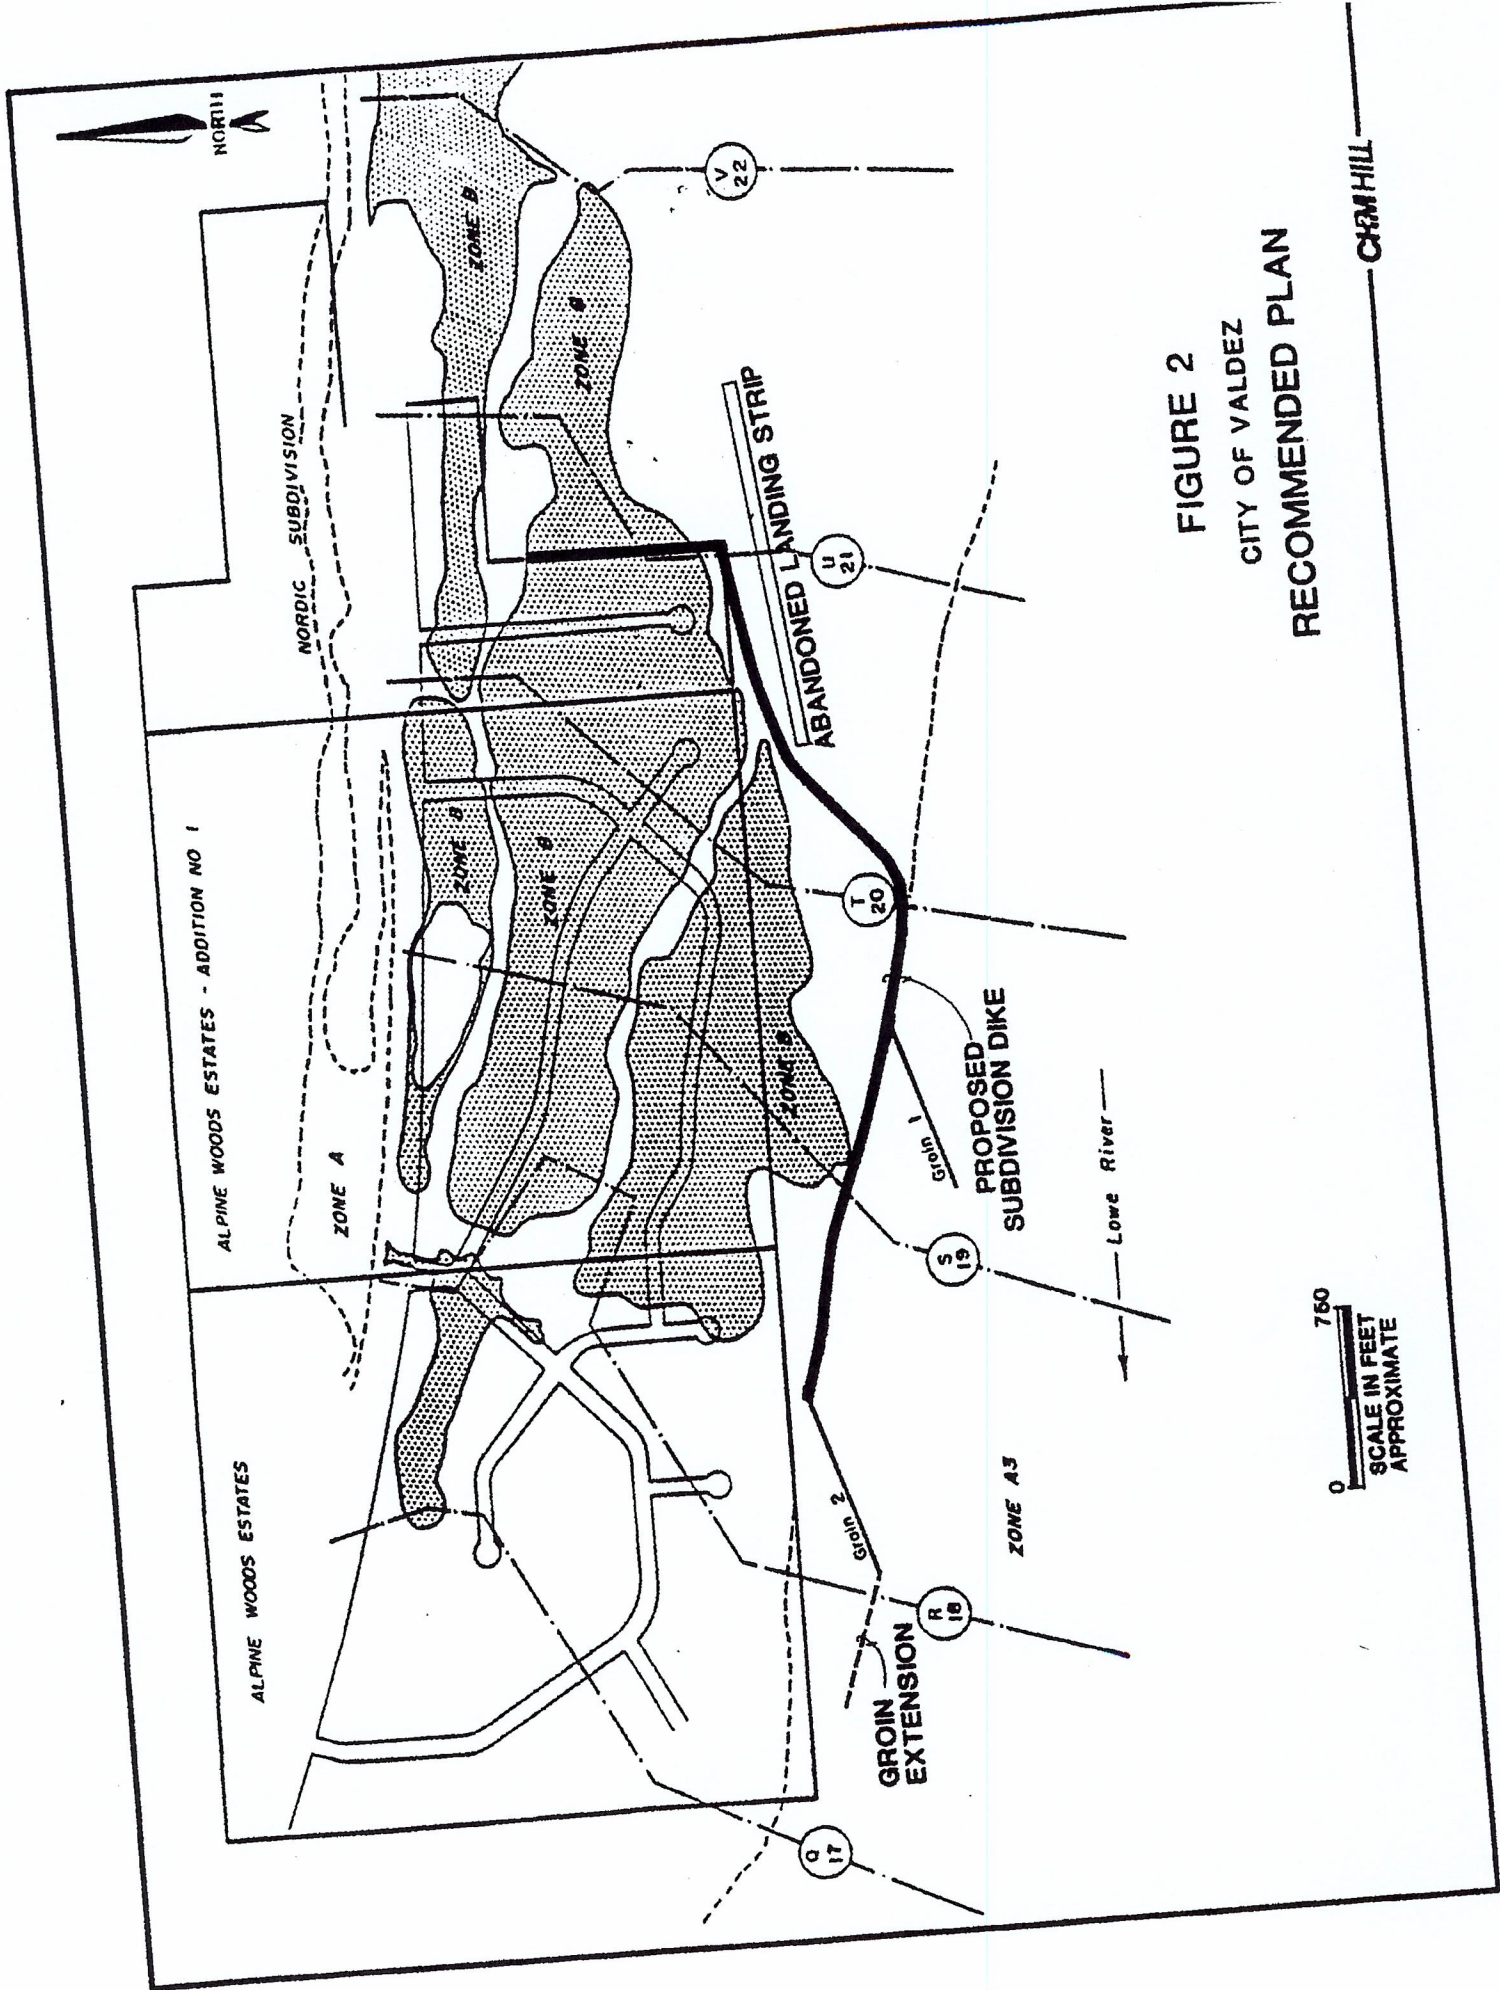 NORTH
NORDIC SUBDIVISION
ALPINE WOODS ESTATES - ADDITION NO 1
ALPINE WOODS ESTATES
ZONE A
ZONE B
ZONE B
ZONE B
ZONE B
ZONE B
V
22
U
21
T
20
S
19
R
18
Q
17
ABANDONED LANDING STRIP
PROPOSED
SUBDIVISION DIKE
Groin 1
Groin 2
GROIN
EXTENSION
Lowe River
ZONE A3
0 750
SCALE IN FEET
APPROXIMATE
FIGURE 2
CITY OF VALDEZ
RECOMMENDED PLAN
CH2M HILL